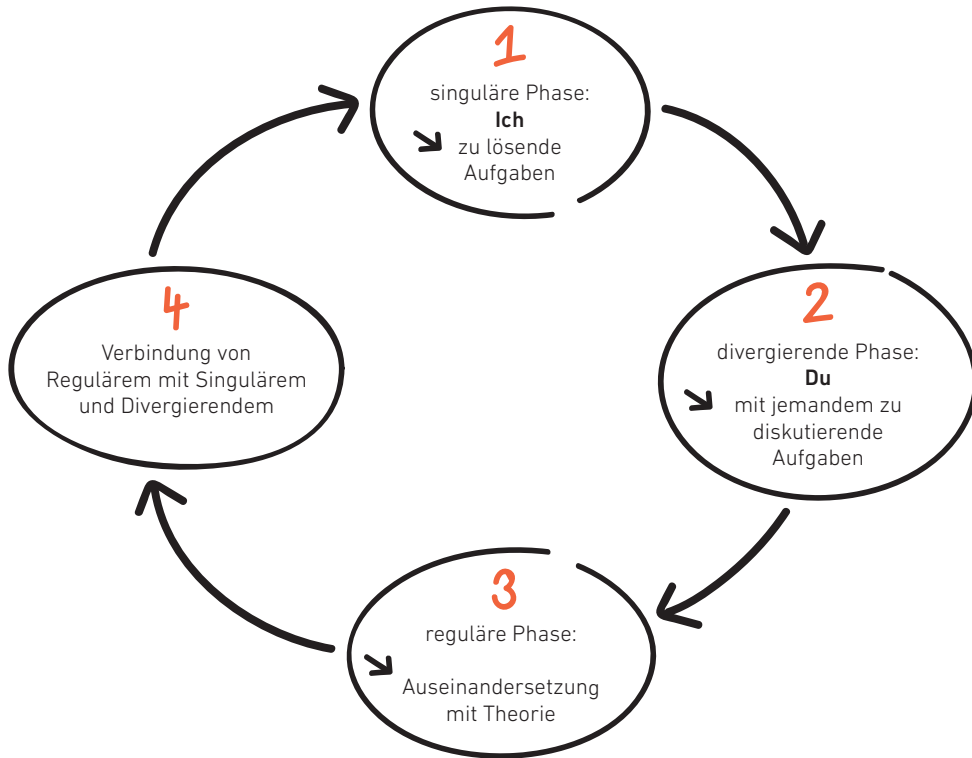 1
singuläre Phase:
Ich
zu lösende
Aufgaben
2
divergierende Phase:
Du
mit jemandem zu
diskutierende
Aufgaben
3
reguläre Phase:
Auseinandersetzung
mit Theorie
4
Verbindung von
Regulärem mit Singulärem
und Divergierendem